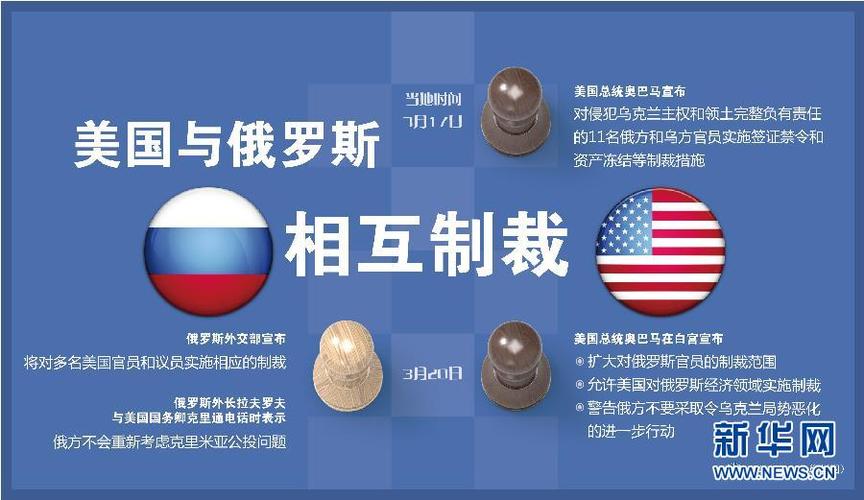 美国与俄罗斯
相互制裁
当地时间
7月17日
美国总统奥巴马宣布
对侵犯乌克兰主权和领土完整负有责任
的11名俄方和乌方官员实施签证禁令和
资产冻结等制裁措施
俄罗斯外交部宣布
将对多名美国官员和议员实施相应的制裁
俄罗斯外长拉夫罗夫
与美国国务卿克里通电话时表示
俄方不会重新考虑克里米亚公投问题
3月20日
美国总统奥巴马在白宫宣布
扩大对俄罗斯官员的制裁范围
允许美国对俄罗斯经济领域实施制裁
警告俄方不要采取令乌克兰局势恶化
的进一步行动
新华网
WWW.NEWS.CN